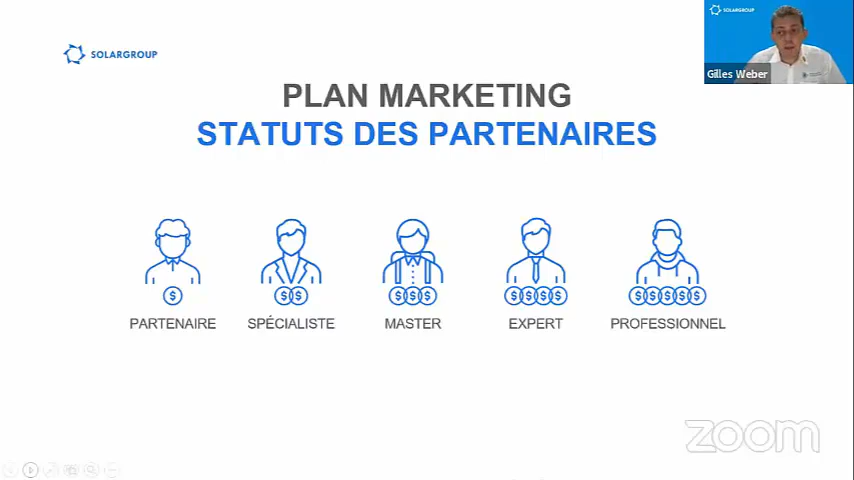 SOLARGROUP
PLAN MARKETING
STATUTS DES PARTENAIRES
PARTENAIRE
SPÉCIALISTE
MASTER
EXPERT
PROFESSIONNEL
SOLARGROUP
Gilles Weber
zoom